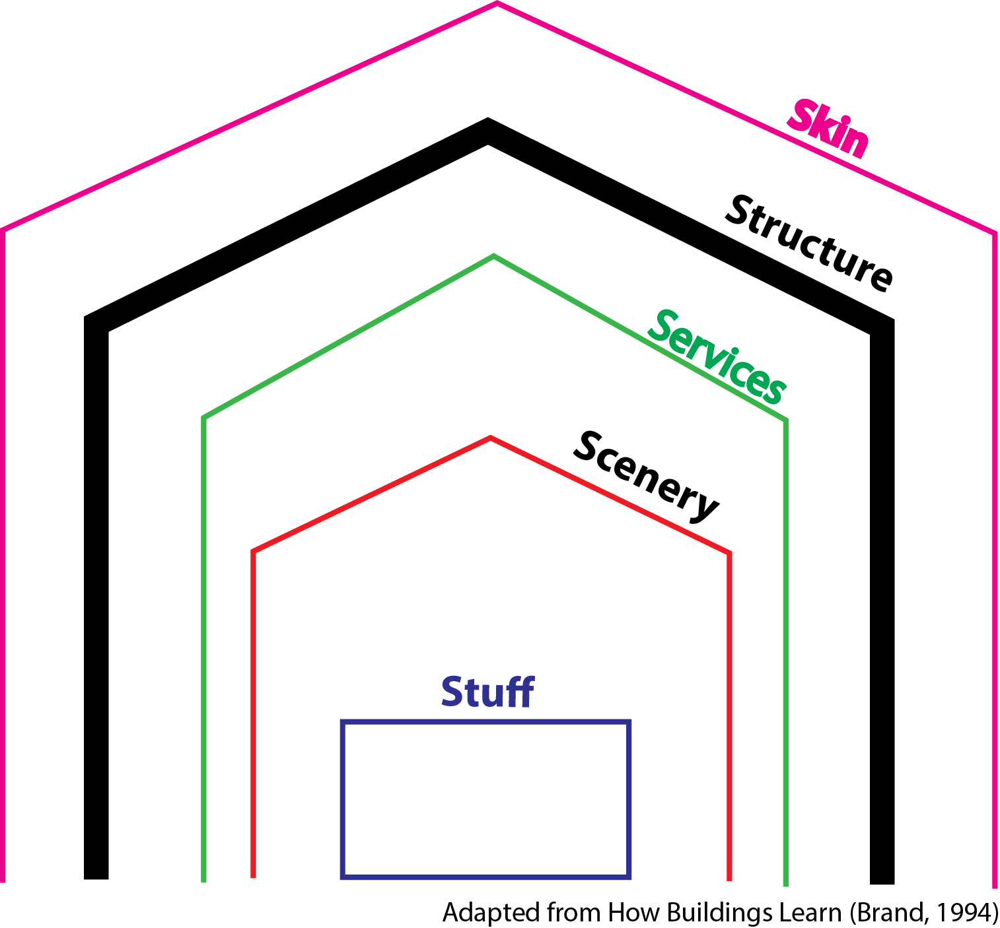 Skin
Structure
Services
Scenery
Stuff
Adapted from How Buildings Learn (Brand, 1994)